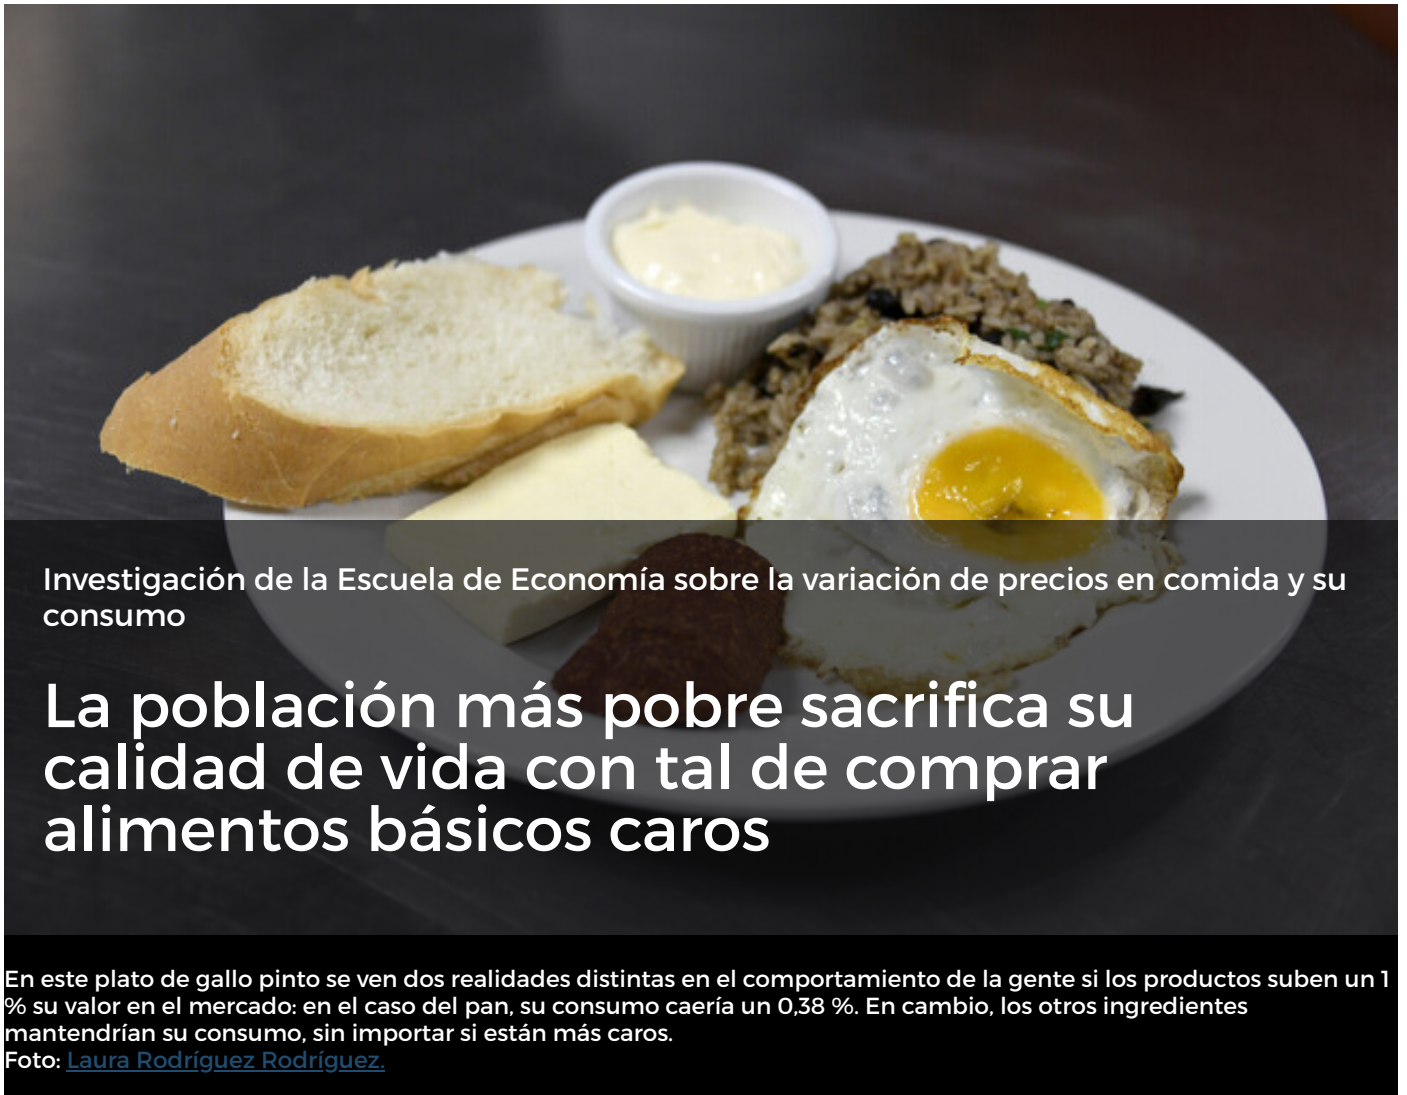 Investigación de la Escuela de Economía sobre la variación de precios en comida y su
consumo
La población más pobre sacrifica su
calidad de vida con tal de comprar
alimentos básicos caros
En este plato de gallo pinto se ven dos realidades distintas en el comportamiento de la gente si los productos suben un 1
% su valor en el mercado: en el caso del pan, su consumo caería un 0,38 %. En cambio, los otros ingredientes
mantendrían su consumo, sin importar si están más caros.
Foto: Laura Rodríguez Rodríguez.